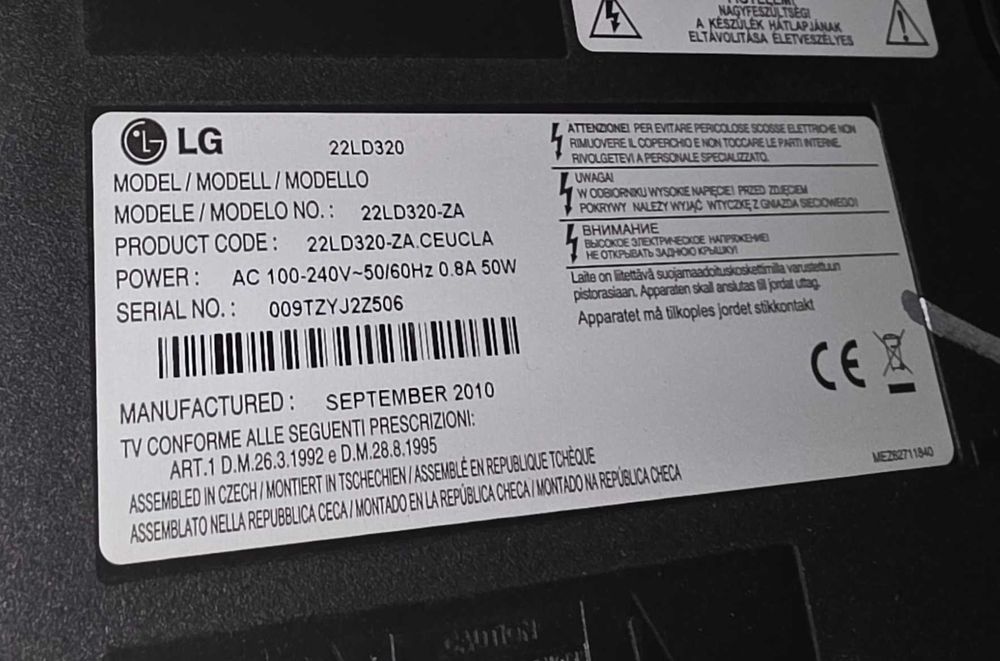 NAGYFESZÜLTSÉG!
A KÉSZÜLÉK HÁTLAPJÁNAK
ELTÁVOLÍTÁSA ÉLETVESZÉLYES
LG
22LD320
MODEL / MODELL / MODELLO
MODELE / MODELO NO. : 22LD320-ZA
PRODUCT CODE : 22LD320-ZA.CEUCLA
POWER : AC 100-240V~50/60Hz 0.8A 50W
SERIAL NO. : 009TZYJ2Z506
MANUFACTURED : SEPTEMBER 2010
TV CONFORME ALLE SEGUENTI PRESCRIZIONI:
ART.1 D.M.26.3.1992 e D.M.28.8.1995
ASSEMBLED IN CZECH / MONTIERT IN TSCHECHIEN / ASSEMBLÉ EN REPUBLIQUE TCHÈQUE
ASSEMBLATO NELLA REPUBBLICA CECA / MONTADO EN LA REPÚBLICA CHECA / MONTADO NA REPÚBLICA CHECA
ATTENZIONE! PER EVITARE PERICOLOSE SCOSSE ELETTRICHE NON
RIMUOVERE IL COPERCHIO E NON TOCCARE LE PARTI INTERNE.
RIVOLGETEVI A PERSONALE SPECIALIZZATO.
UWAGA!
W ODBIORNIKU WYSOKIE NAPIĘCIE! PRZED ZDJĘCIEM
POKRYWY NALEŻY WYJĄĆ WTYCZKĘ Z GNIAZDA SIECIOWEGO!
ВНИМАНИЕ
ВЫСОКОЕ ЭЛЕКТРИЧЕСКОЕ НАПРЯЖЕНИЕ!
НЕ ОТКРЫВАТЬ ЗАДНЮЮ КРЫШКУ!
Laite on liitettävä suojamaadoituskoskettimilla varustettuun
pistorasiaan. Apparaten skall anslutas till jordat uttag.
Apparatet må tilkoples jordet stikkontakt
CE
MEZ62711840
CAUTION